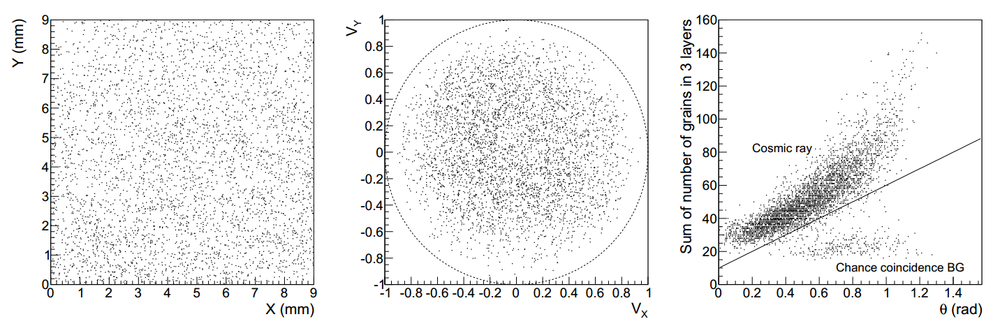 Y (mm)
9
8
7
6
5
4
3
2
1
0
0 1 2 3 4 5 6 7 8 9
X (mm)
V_Y
1
0.8
0.6
0.4
0.2
0
-0.2
-0.4
-0.6
-0.8
-1
-1 -0.8 -0.6 -0.4 -0.2 0 0.2 0.4 0.6 0.8 1
V_X
Sum of number of grains in 3 layers
160
140
120
100
80
60
40
20
0
Cosmic ray
Chance coincidence BG
0 0.2 0.4 0.6 0.8 1 1.2 1.4
θ (rad)